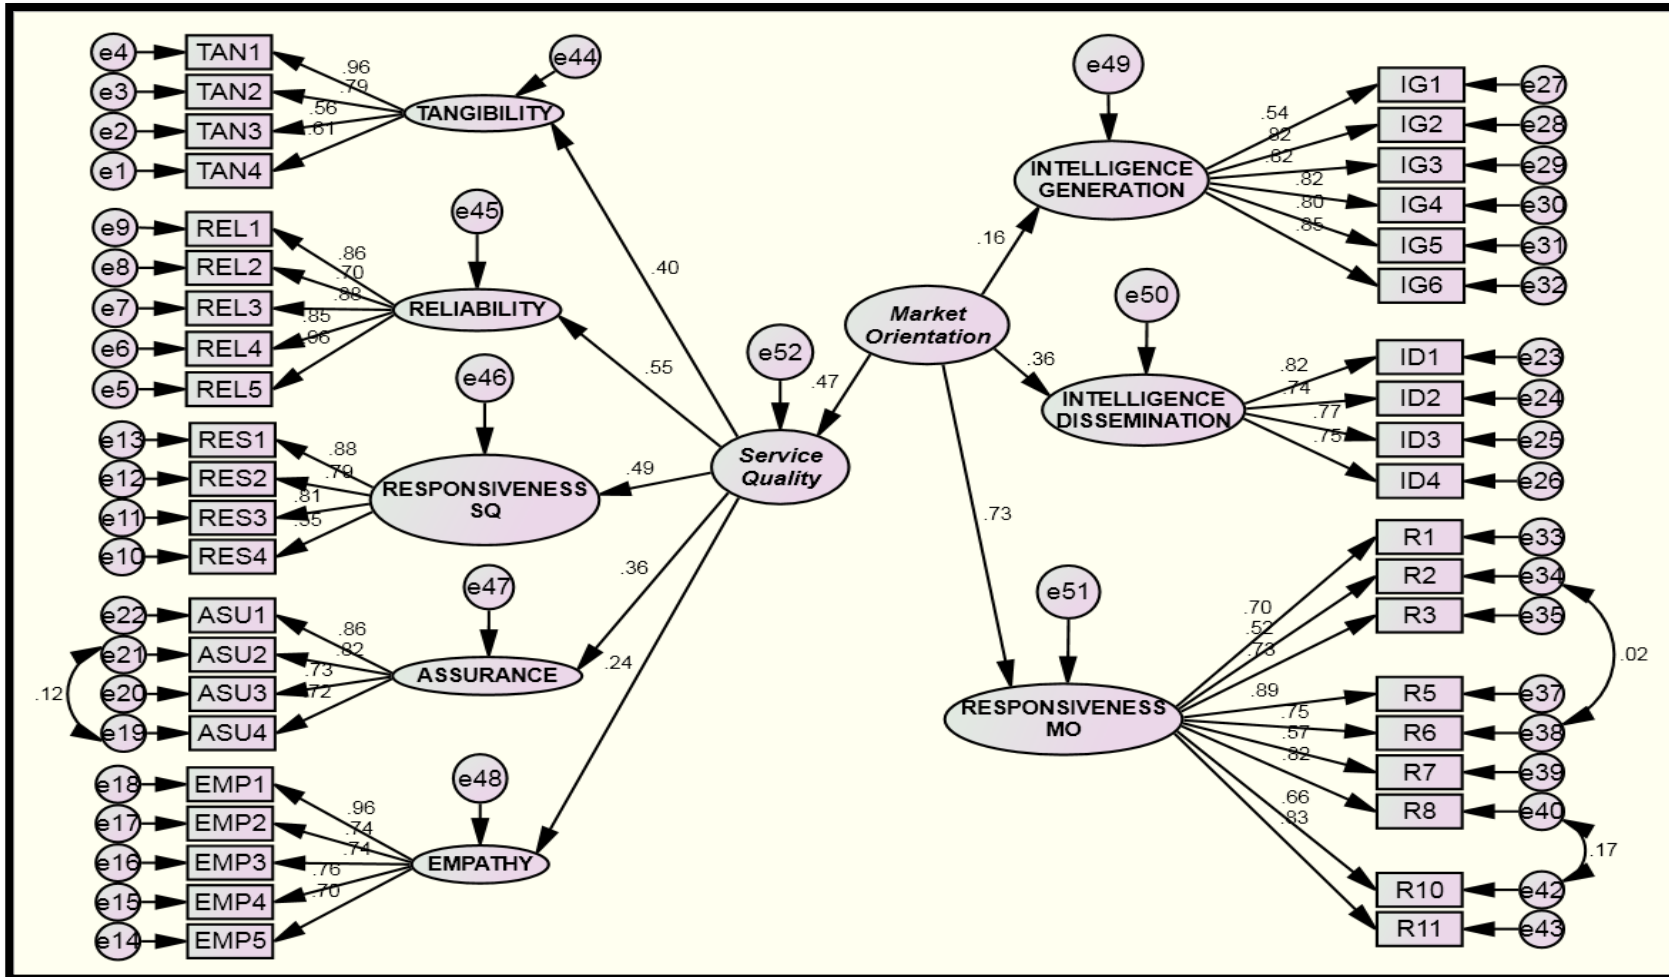 e4
TAN1
.96
e3
TAN2
.79
e2
TAN3
.56
e1
TAN4
.61
TANGIBILITY
e44
e9
REL1
.86
e8
REL2
.70
e7
REL3
.88
e6
REL4
.85
e5
REL5
.96
RELIABILITY
e45
e13
RES1
.88
e12
RES2
.79
e11
RES3
.81
e10
RES4
RESPONSIVENESS
SQ
e46
e22
ASU1
.86
e21
ASU2
.82
e20
ASU3
.73
e19
ASU4
.72
.12
ASSURANCE
e47
e18
EMP1
.96
e17
EMP2
.74
e16
EMP3
.74
e15
EMP4
.76
e14
EMP5
.70
EMPATHY
e48
.40
.55
.49
.36
.24
e52
Service
Quality
.47
Market
Orientation
.16
.36
.73
e49
INTELLIGENCE
GENERATION
.54
IG1
e27
.92
IG2
e28
.82
IG3
e29
.82
IG4
e30
.80
IG5
e31
.85
IG6
e32
e50
INTELLIGENCE
DISSEMINATION
.82
ID1
e23
.74
ID2
e24
.77
ID3
e25
.75
ID4
e26
e51
RESPONSIVENESS
MO
.70
R1
e33
.52
R2
e34
.73
R3
e35
.02
.89
R5
e37
.75
R6
e38
.57
R7
e39
.82
R8
e40
.17
.66
R10
e42
.83
R11
e43